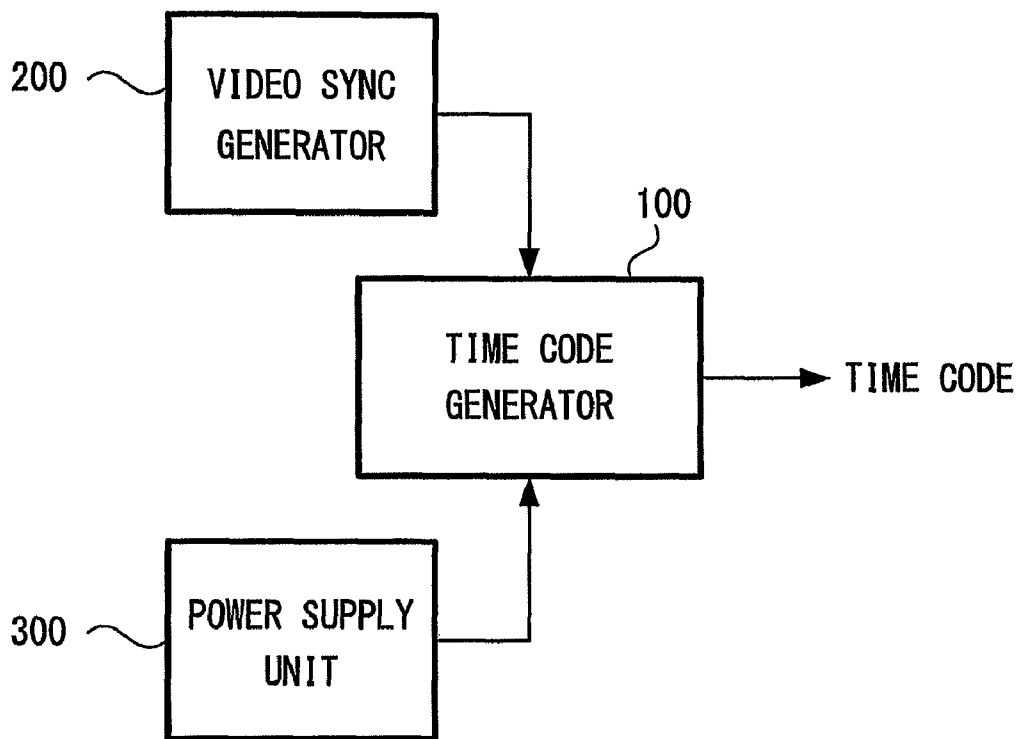 200
VIDEO SYNC
GENERATOR
100
TIME CODE
GENERATOR
TIME CODE
300
POWER SUPPLY
UNIT